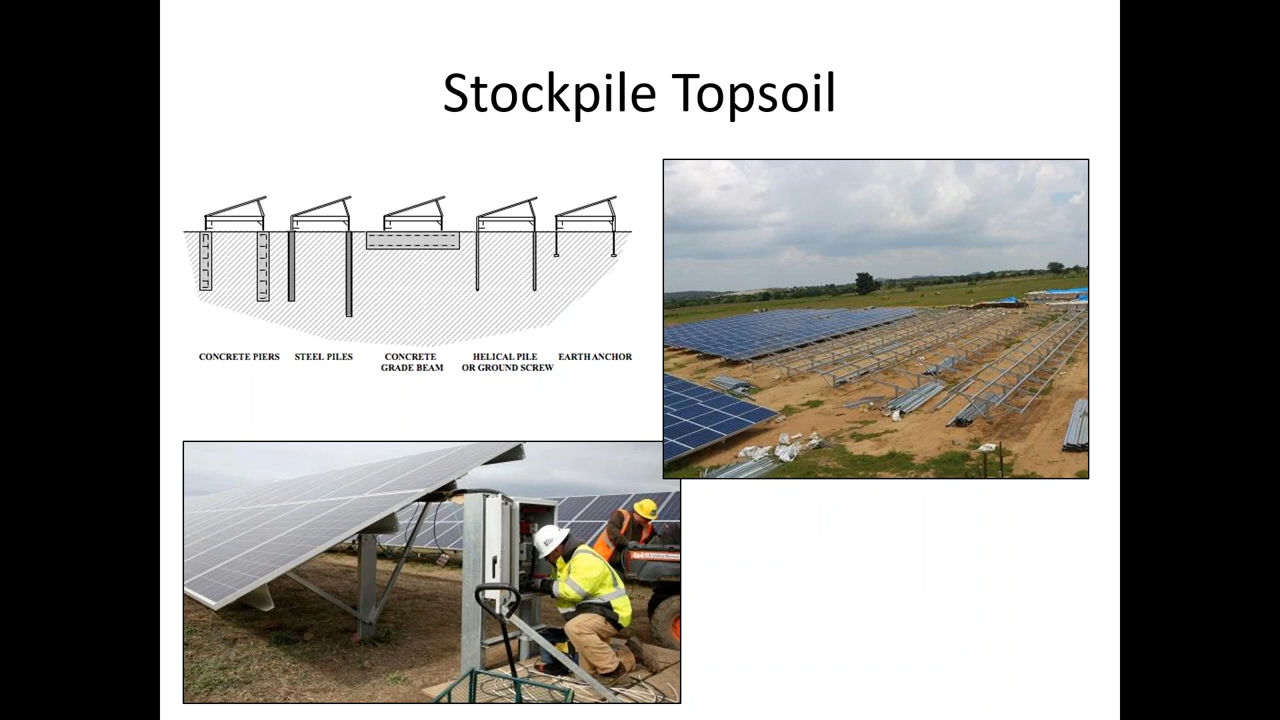 Stockpile Topsoil
CONCRETE PIERS
STEEL PILES
CONCRETE
GRADE BEAM
HELICAL PILE
OR GROUND SCREW
EARTH ANCHOR